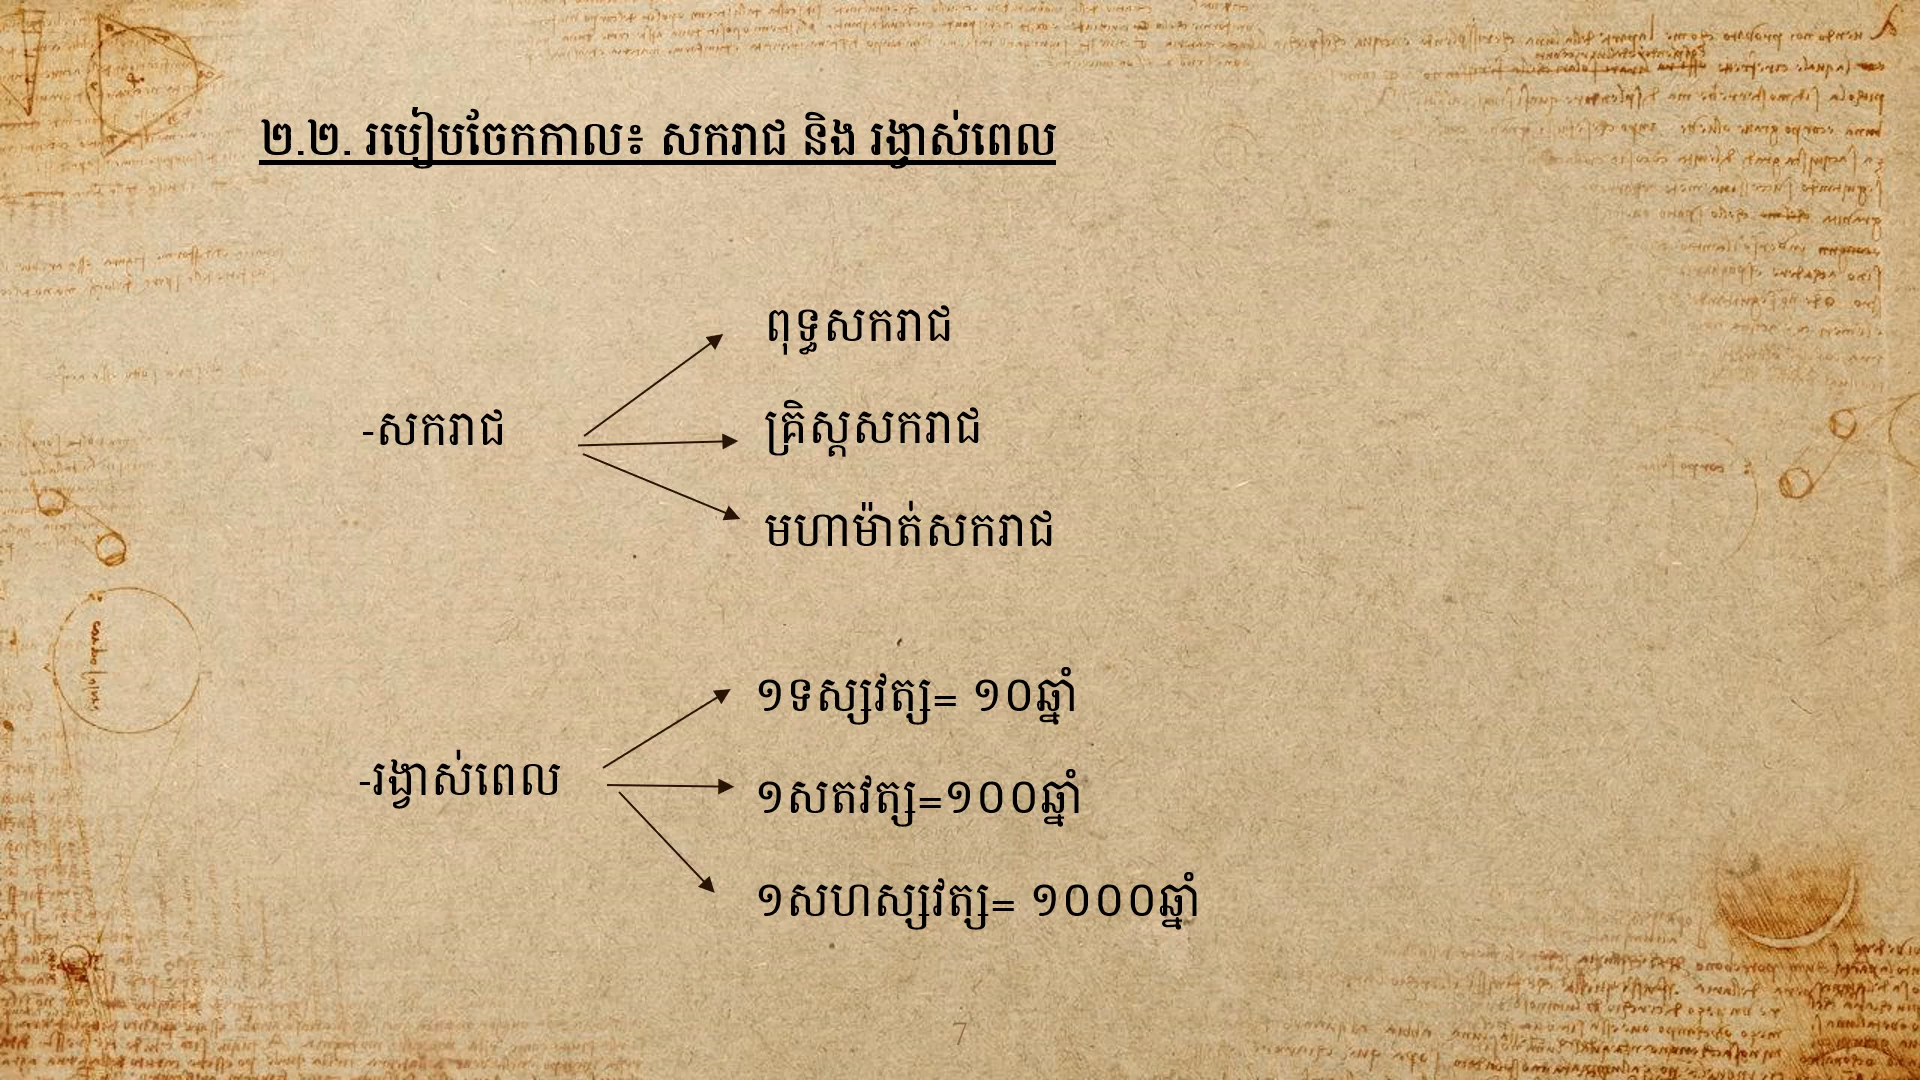 ២.២. របៀបចែកកាល៖ សករាជ និង រង្វាស់ពេល
ពុទ្ធសករាជ
-សករាជ
គ្រិស្តសករាជ
មហាម៉ាត់សករាជ
១ទស្សវត្ស= ១០ឆ្នាំ
-រង្វាស់ពេល
១សតវត្ស=១០០ឆ្នាំ
១សហស្សវត្ស= ១០០០ឆ្នាំ
7